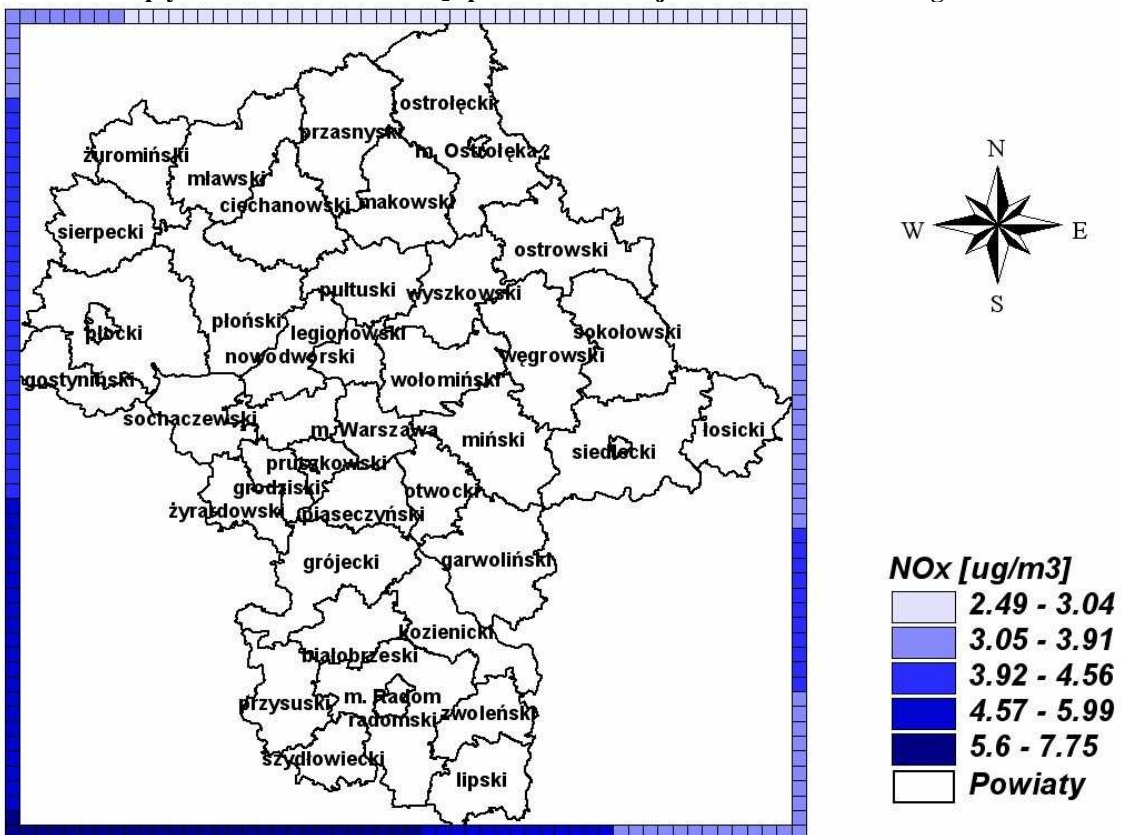 ostrołęcki
przasnyski
m. Ostrołęka
żuromiński
mławski
ciechanowski
makowski
sierpecki
ostrowski
pułtuski
wyszkowski
płocki
płoński
legionowski
sokołowski
nowodworski
węgrowski
gostyniński
wołomiński
sochaczewski
m. Warszawa
miński
łosicki
siedlecki
pruszkowski
grodziski
otwocki
żyrardowski
piaseczyński
grójecki
garwoliński
kozienicki
białobrzeski
przysuski
m. Radom
radomski
zwoleński
szydłowiecki
lipski
N
W
E
S
NOx [ug/m3]
2.49 - 3.04
3.05 - 3.91
3.92 - 4.56
4.57 - 5.99
5.6 - 7.75
Powiaty